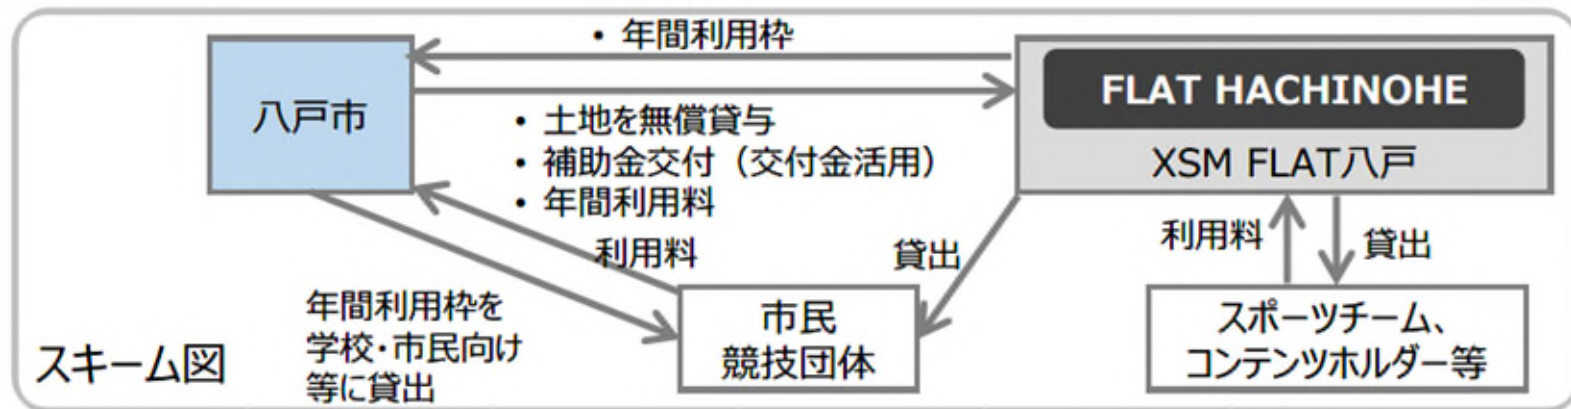 • 年間利用枠
八戸市
FLAT HACHINOHE
XSM FLAT八戸
• 土地を無償貸与
• 補助金交付（交付金活用）
• 年間利用料
利用料
貸出
利用料
貸出
年間利用枠を
学校・市民向け
等に貸出
市民
競技団体
スポーツチーム、
コンテンツホルダー等
スキーム図